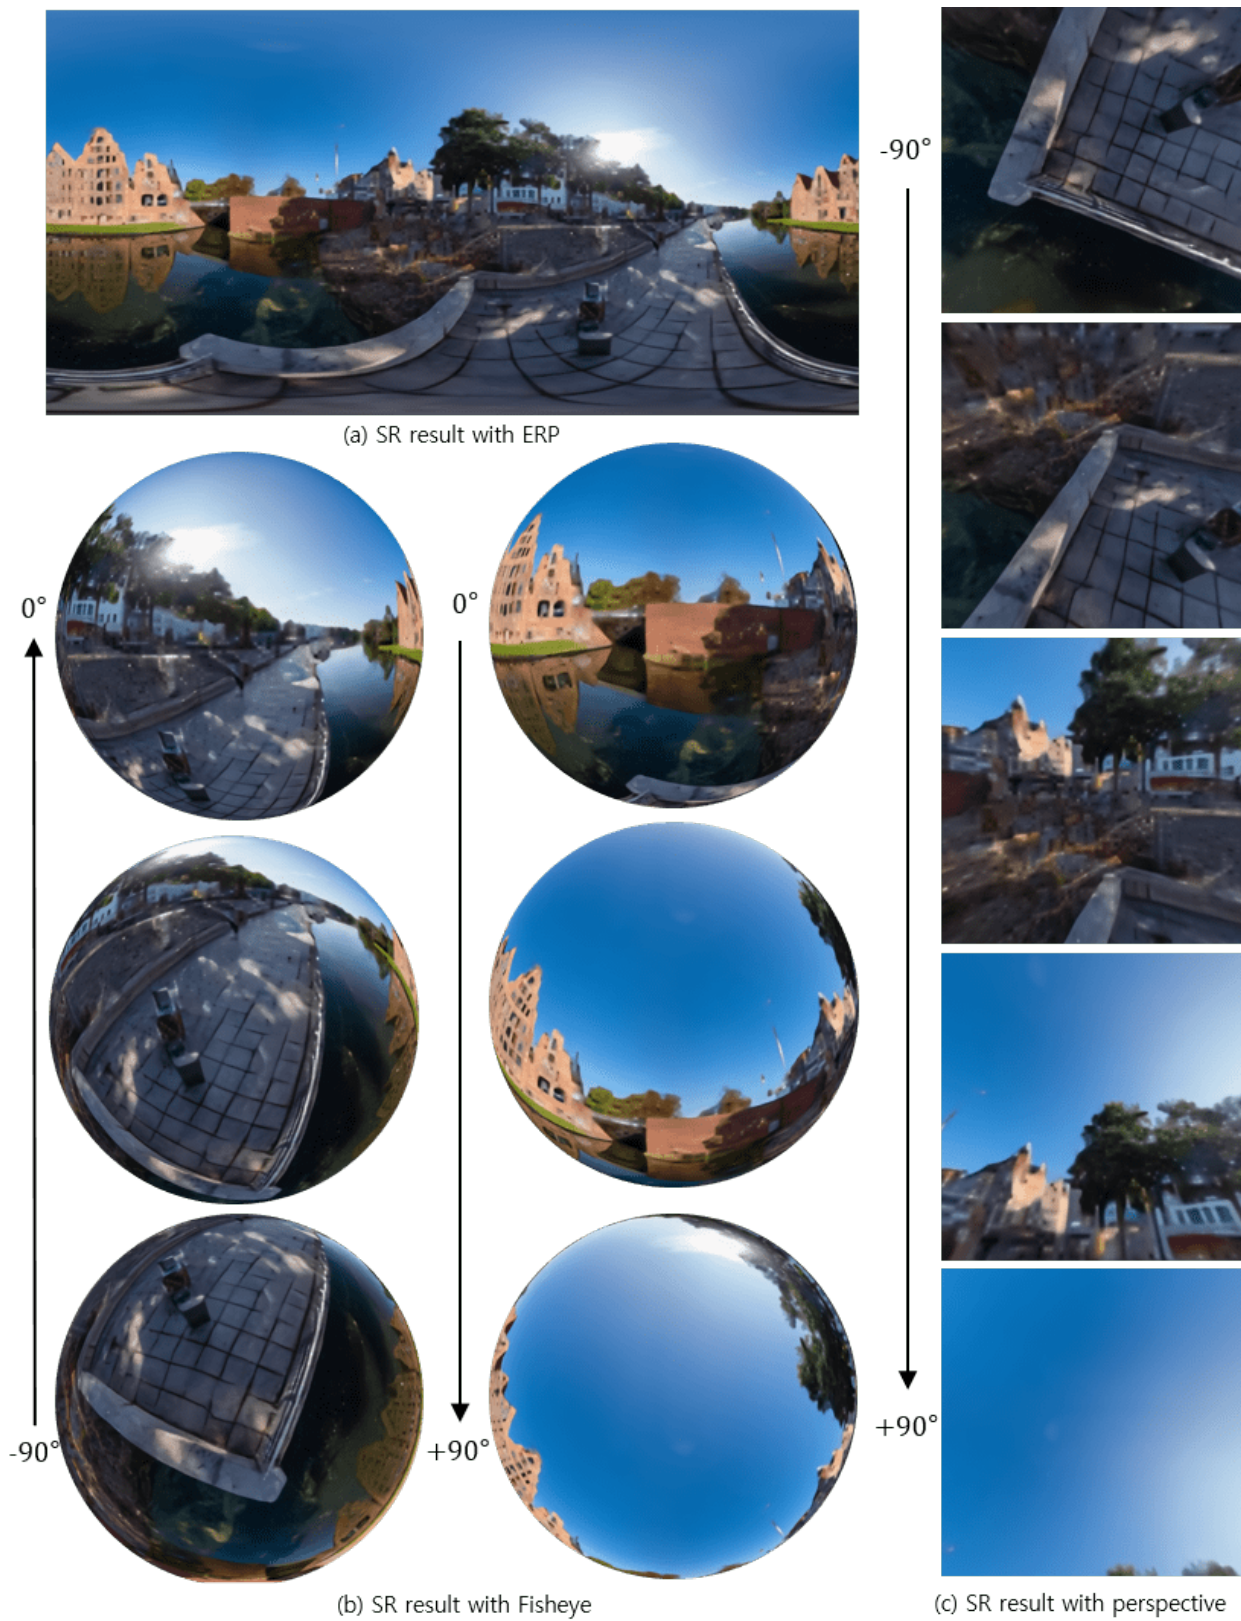 -90°
(a) SR result with ERP
0°
0°
-90°
+90°
+90°
(b) SR result with Fisheye
(c) SR result with perspective